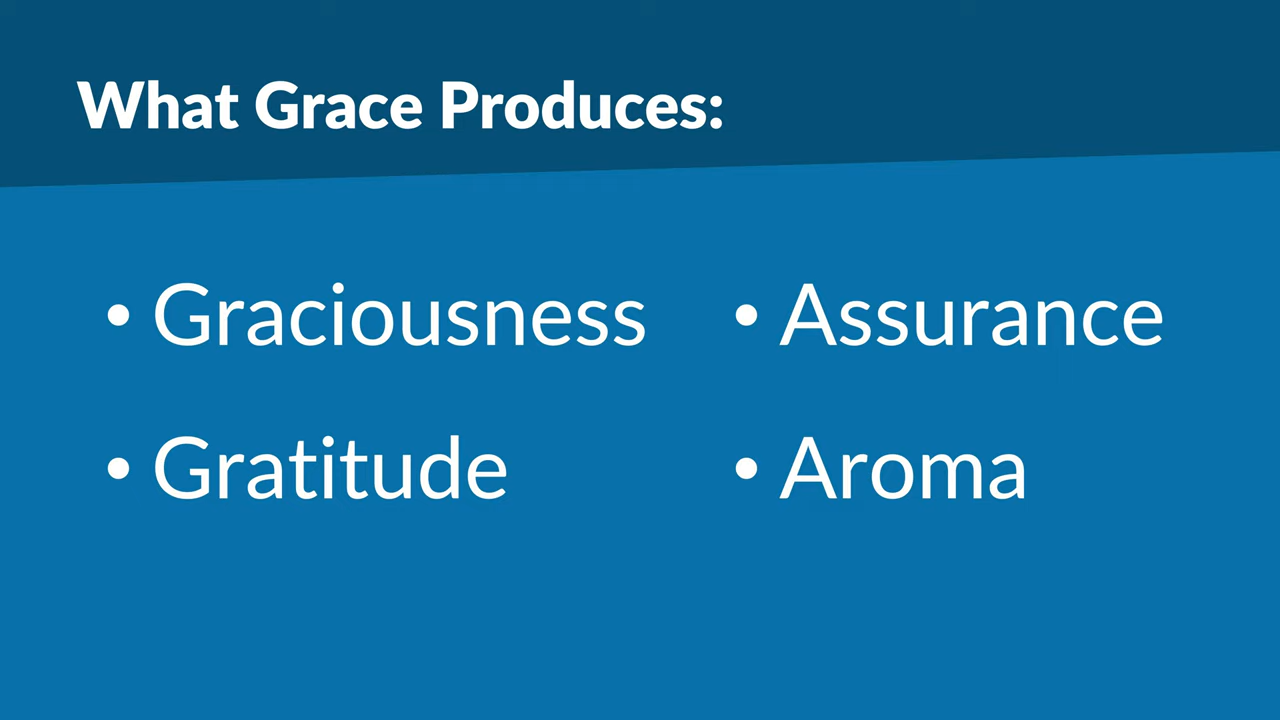 What Grace Produces:
• Graciousness
• Gratitude
• Assurance
• Aroma